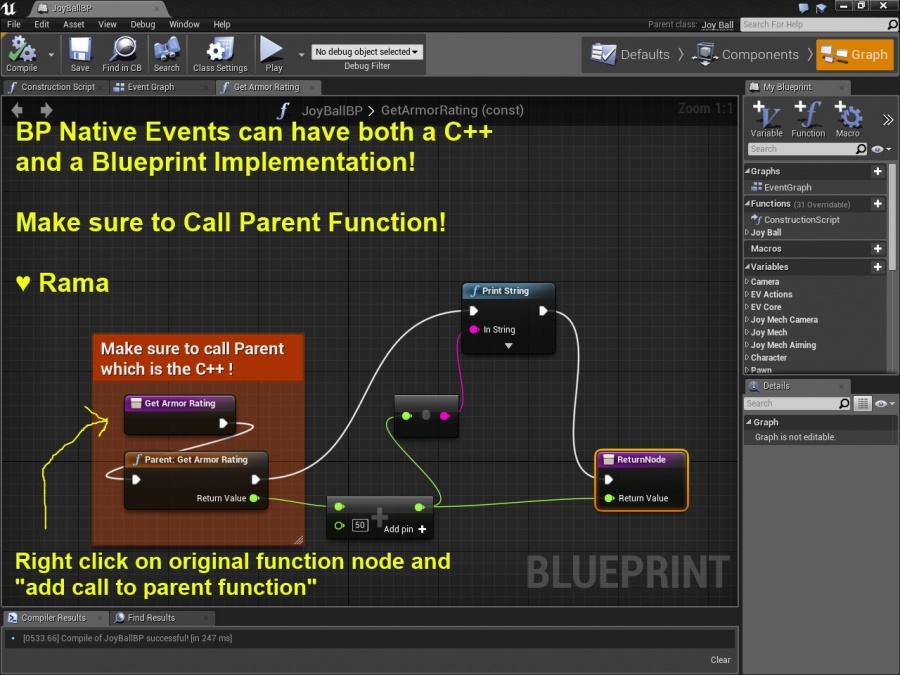 JoyBallBP
File Edit Asset View Debug Window Help
Parent class: Joy Ball
Search For Help
Compile
Save
Find in CB
Search
Class Settings
Play
No debug object selected
Debug Filter
Defaults
Components
Graph
Construction Script
Event Graph
Get Armor Rating
JoyBallBP > GetArmorRating (const)
Zoom 1:1
BP Native Events can have both a C++
and a Blueprint Implementation!
Make sure to Call Parent Function!
♥ Rama
Print String
In String
Make sure to call Parent
which is the C++ !
Get Armor Rating
Parent: Get Armor Rating
Return Value
50
Add pin +
ReturnNode
Return Value
Right click on original function node and
"add call to parent function"
BLUEPRINT
My Blueprint
Variable
Function
Macro
Search
Graphs
EventGraph
Functions (31 Overridable)
ConstructionScript
Joy Ball
Macros
Variables
Camera
EV Actions
EV Core
Joy Mech Camera
Joy Mech
Joy Mech Aiming
Character
Pawn
Details
Search
Graph
Graph is not editable.
Compiler Results
Find Results
[0533.66] Compile of JoyBallBP successful! [in 247 ms]
Clear